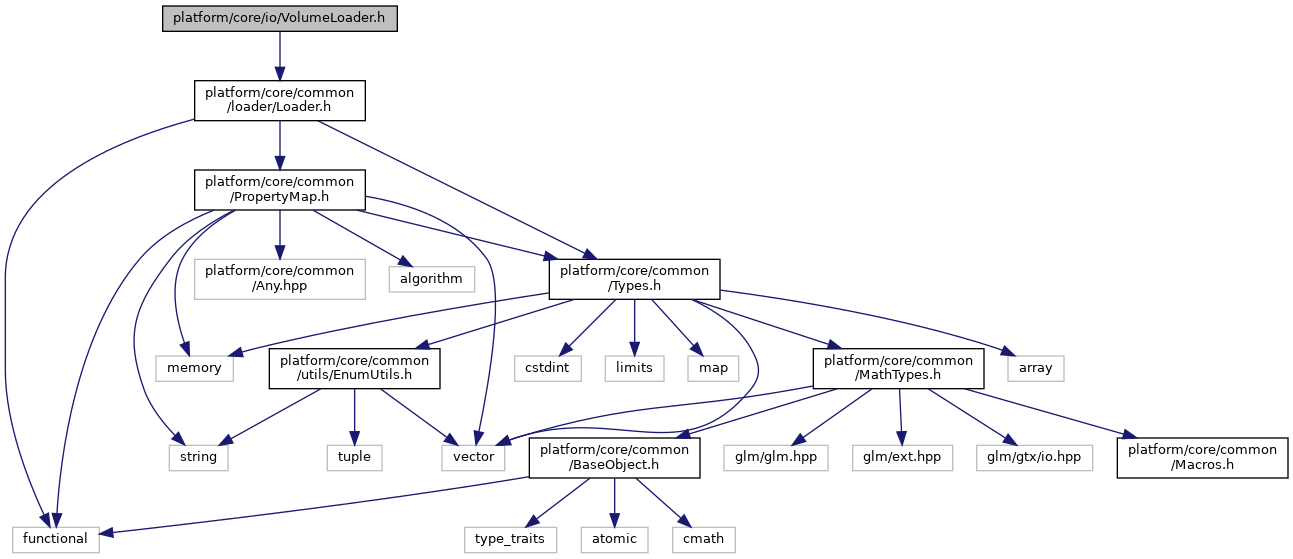 platform/core/io/VolumeLoader.h
platform/core/common
/loader/Loader.h
platform/core/common
/PropertyMap.h
platform/core/common
/Any.hpp
algorithm
platform/core/common
/Types.h
memory
platform/core/common
/utils/EnumUtils.h
cstdint
limits
map
platform/core/common
/MathTypes.h
array
string
tuple
vector
platform/core/common
/BaseObject.h
glm/glm.hpp
glm/ext.hpp
glm/gtx/io.hpp
platform/core/common
/Macros.h
functional
type_traits
atomic
cmath